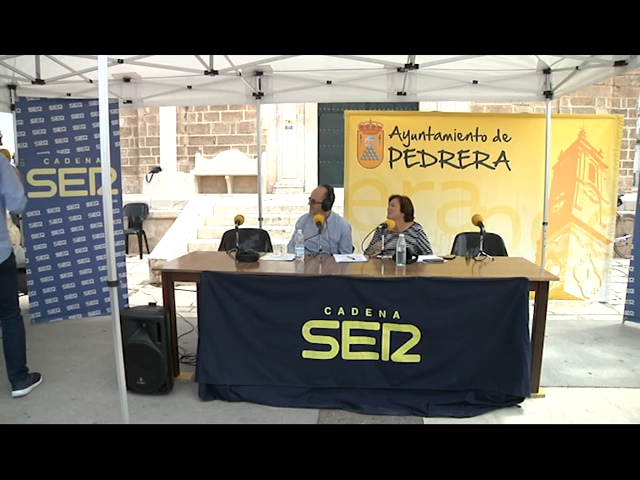 CADENA
SER
Ayuntamiento de
PEDRERA
CADENA
SER